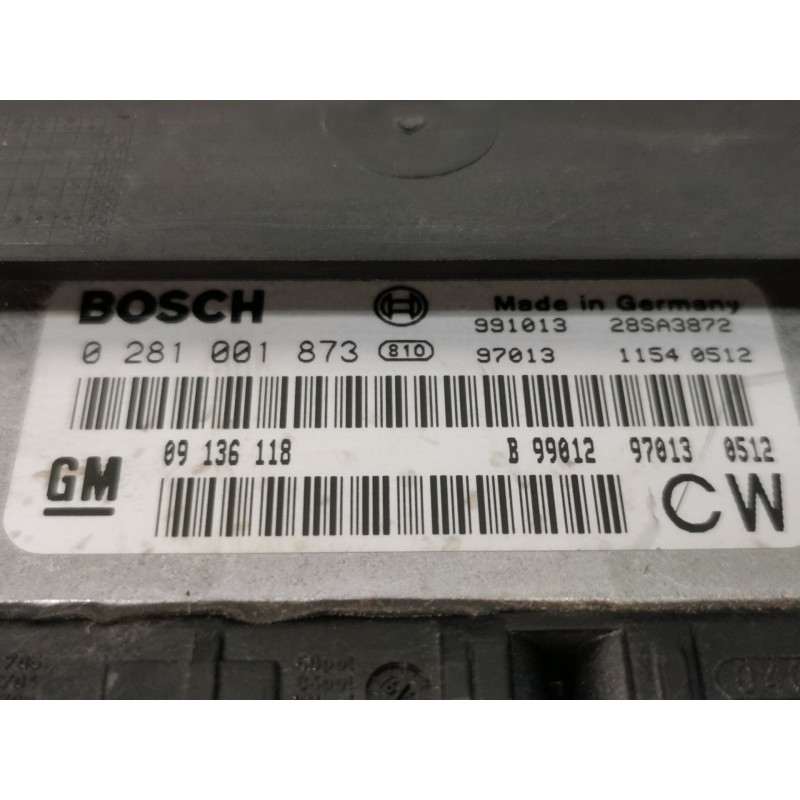 BOSCH Made in Germany
991013 28SA3872
0 281 001 873 810 97013 1154 0512
09 136 118 B 99012 97013 0512
GM CW